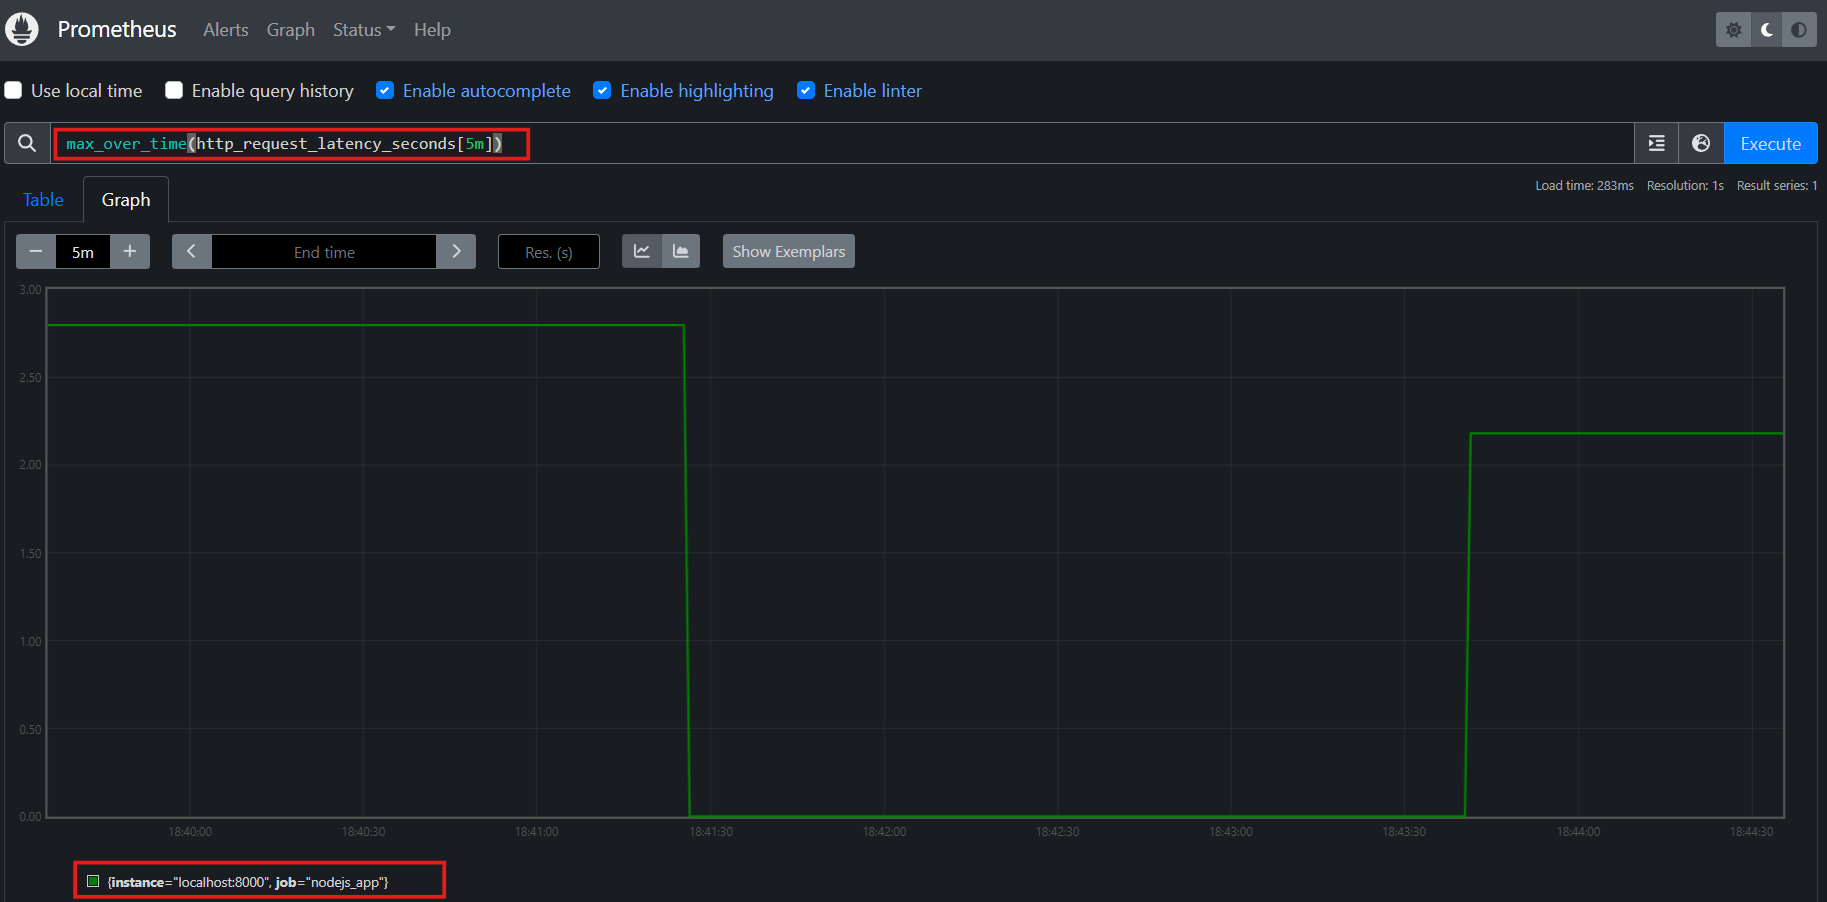 Prometheus Alerts Graph Status Help
Use local time Enable query history Enable autocomplete Enable highlighting Enable linter
max_over_time(http_request_latency_seconds[5m]) Execute
Table Graph Load time: 283ms Resolution: 1s Result series: 1
5m End time Res. (s) Show Exemplars
3.00
2.50
2.00
1.50
1.00
0.50
0.00
18:40:00 18:40:30 18:41:00 18:41:30 18:42:00 18:42:30 18:43:00 18:43:30 18:44:00 18:44:30
{instance="localhost:8000", job="nodejs_app"}